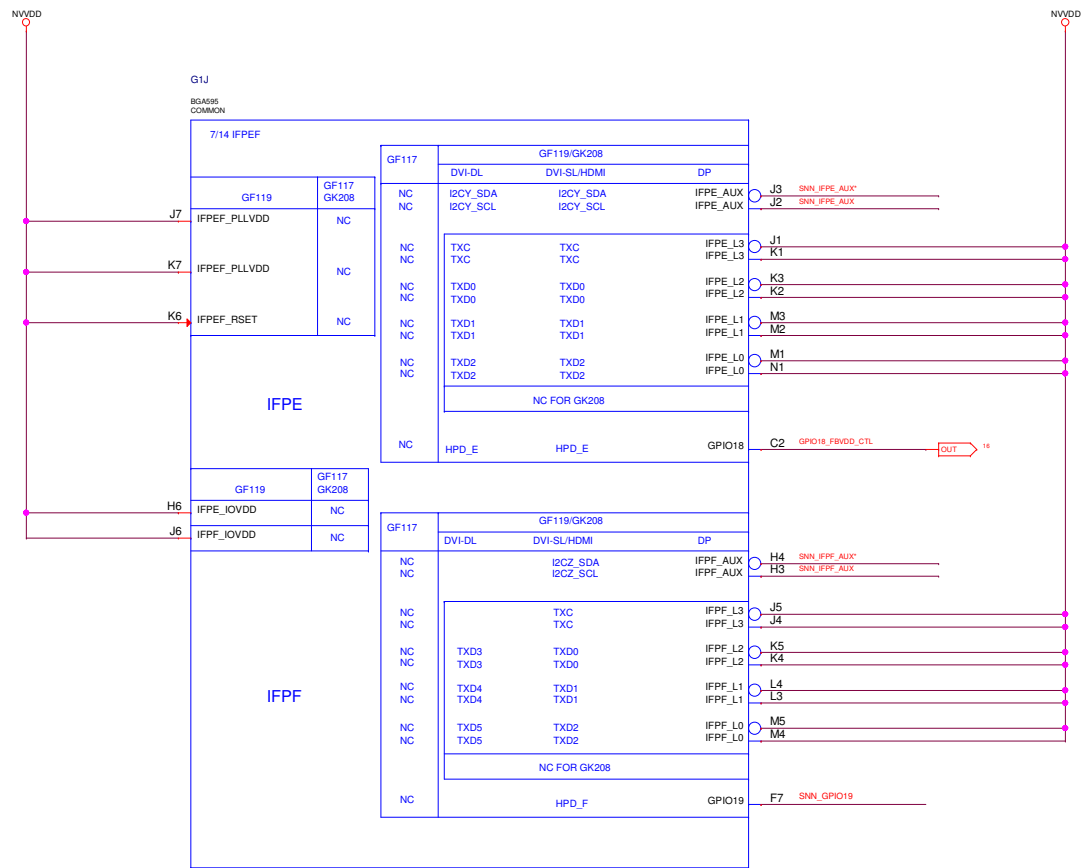 NVVDD NVVDD
G1J
BGA595
COMMON
7/14 IFPEF
GF119 GF117 GK208
J7 IFPEF_PLLVDD NC
K7 IFPEF_PLLVDD NC
K6 IFPEF_RSET NC
IFPE
GF117 GF119/GK208
DVI-DL DVI-SL/HDMI DP
NC I2CY_SDA I2CY_SDA IFPE_AUX J3 SNN_IFPE_AUX*
NC I2CY_SCL I2CY_SCL IFPE_AUX J2 SNN_IFPE_AUX
NC TXC TXC IFPE_L3 J1
NC TXC TXC IFPE_L3 K1
NC TXD0 TXD0 IFPE_L2 K3
NC TXD0 TXD0 IFPE_L2 K2
NC TXD1 TXD1 IFPE_L1 M3
NC TXD1 TXD1 IFPE_L1 M2
NC TXD2 TXD2 IFPE_L0 M1
NC TXD2 TXD2 IFPE_L0 N1
NC FOR GK208
NC HPD_E HPD_E GPIO18 C2 GPIO18_FBVDD_CTL OUT 16
GF119 GF117 GK208
H6 IFPE_IOVDD NC
J6 IFPF_IOVDD NC
IFPF
GF117 GF119/GK208
DVI-DL DVI-SL/HDMI DP
NC I2CZ_SDA IFPF_AUX H4 SNN_IFPF_AUX*
NC I2CZ_SCL IFPF_AUX H3 SNN_IFPF_AUX
NC TXC IFPF_L3 J5
NC TXC IFPF_L3 J4
NC TXD3 TXD0 IFPF_L2 K5
NC TXD3 TXD0 IFPF_L2 K4
NC TXD4 TXD1 IFPF_L1 L4
NC TXD4 TXD1 IFPF_L1 L3
NC TXD5 TXD2 IFPF_L0 M5
NC TXD5 TXD2 IFPF_L0 M4
NC FOR GK208
NC HPD_F GPIO19 F7 SNN_GPIO19